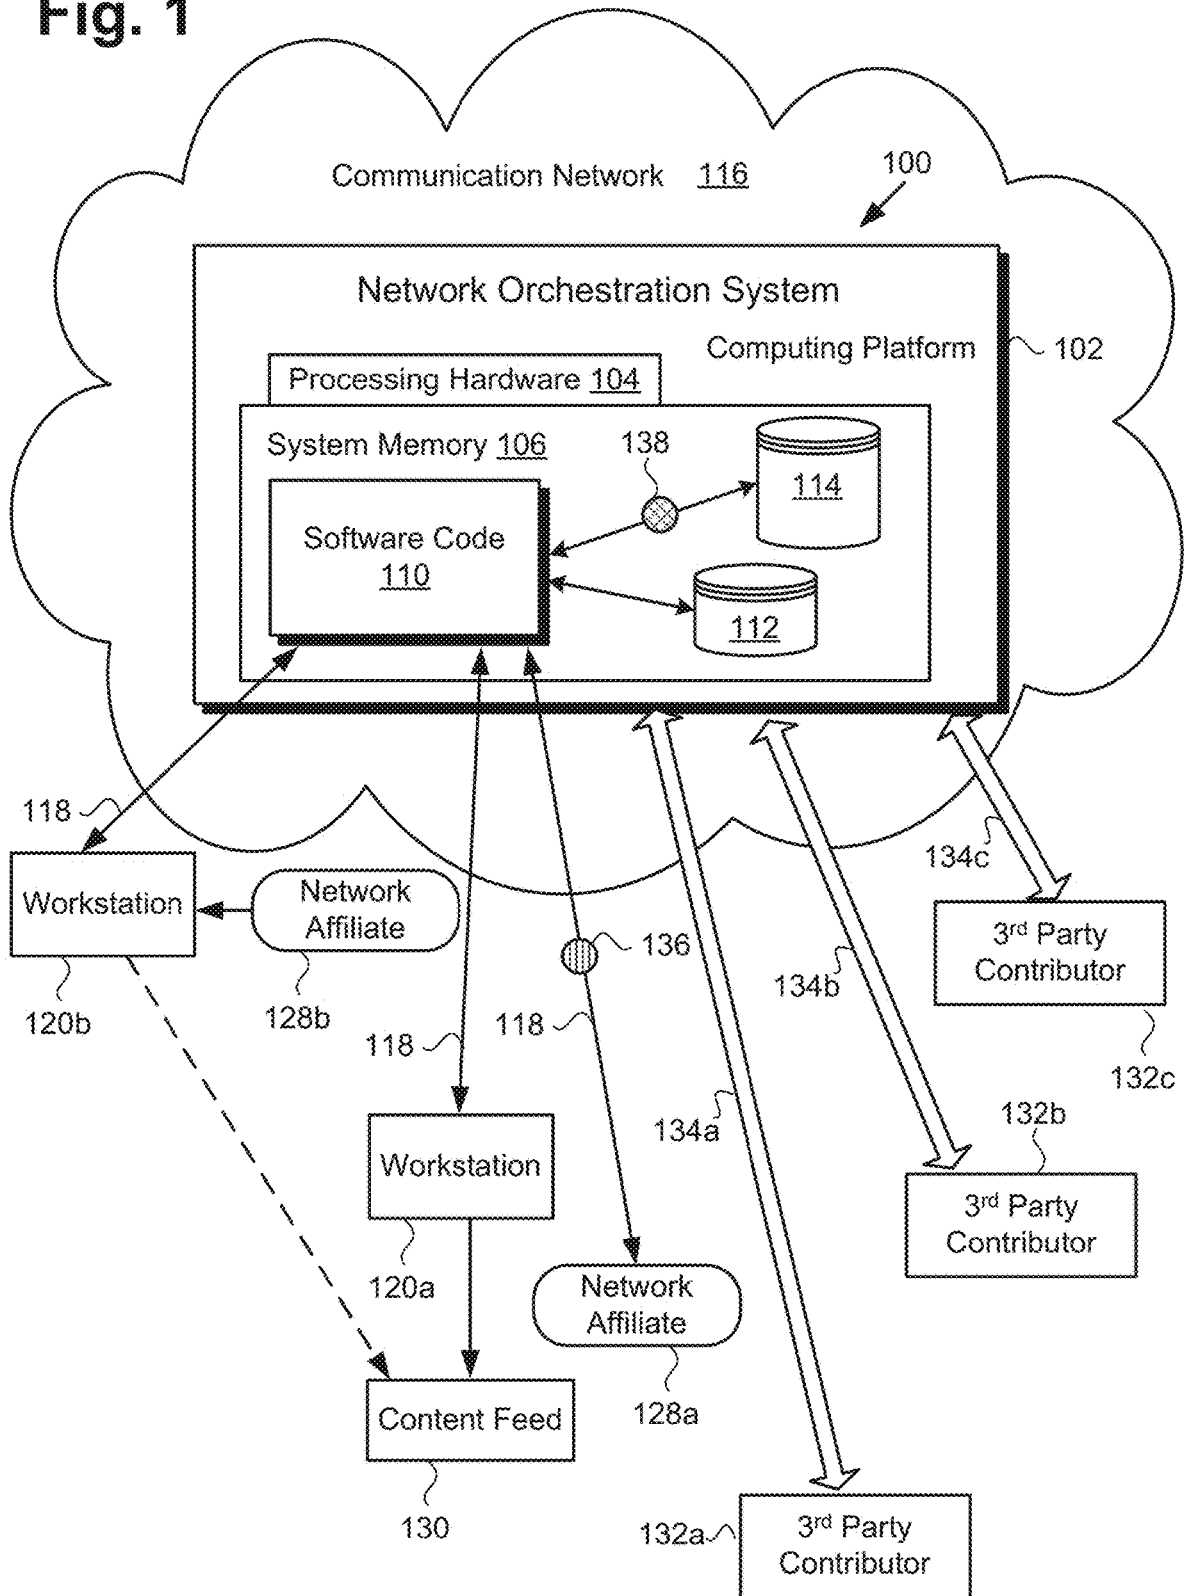 Fig. 1
Communication Network 116
100
Network Orchestration System
Computing Platform
102
Processing Hardware 104
System Memory 106
138
114
Software Code
110
112
118
Workstation
Network
Affiliate
120b
128b
136
118
118
134a
134b
134c
3rd Party
Contributor
132c
132b
3rd Party
Contributor
Workstation
120a
Network
Affiliate
128a
Content Feed
130
132a
3rd Party
Contributor